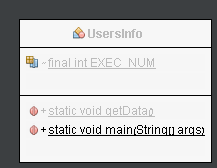 UsersInfo
~final int EXEC_NUM
+static void getData()
+static void main(String[] args)